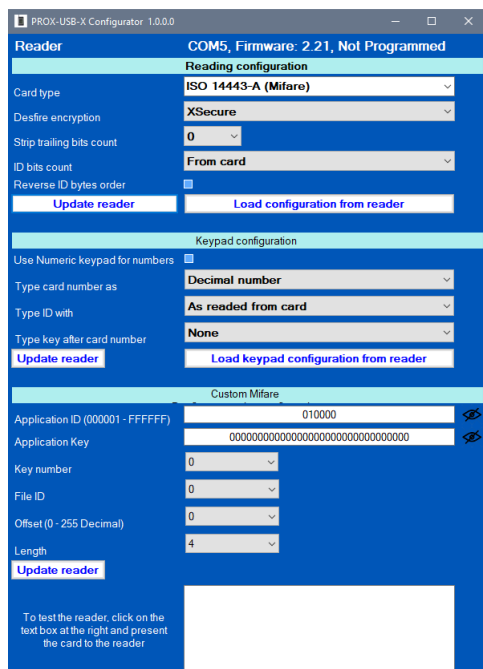 PROX-USB-X Configurator 1.0.0.0
Reader COM5, Firmware: 2.21, Not Programmed
Reading configuration
Card type ISO 14443-A (Mifare)
Desfire encryption XSecure
Strip trailing bits count 0
ID bits count From card
Reverse ID bytes order
Update reader Load configuration from reader
Keypad configuration
Use Numeric keypad for numbers
Type card number as Decimal number
Type ID with As readed from card
Type key after card number None
Update reader Load keypad configuration from reader
Custom Mifare
Application ID (000001 - FFFFFF) 010000
Application Key 00000000000000000000000000000000
Key number 0
File ID 0
Offset (0 - 255 Decimal) 0
Length 4
Update reader
To test the reader, click on the
text box at the right and present
the card to the reader